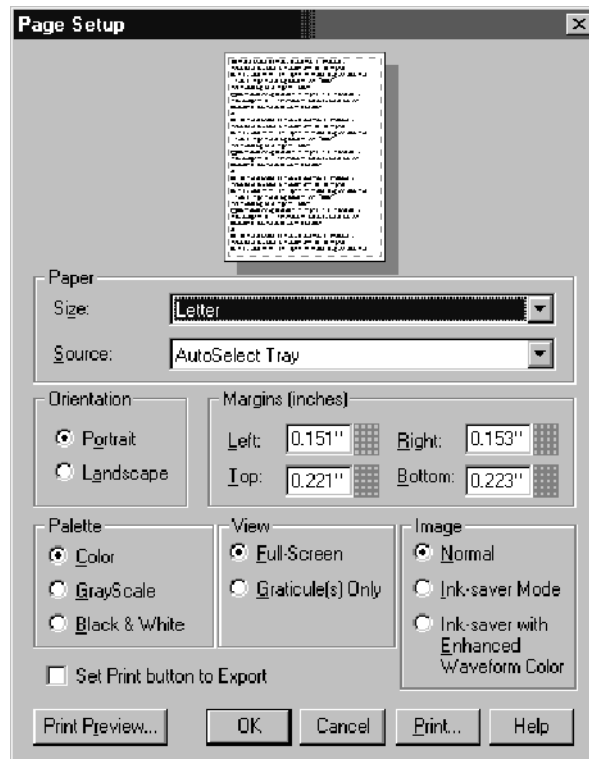 Page Setup
Paper
Size: Letter
Source: AutoSelect Tray
Orientation
Portrait
Landscape
Margins (inches)
Left: 0.151" Right: 0.153"
Top: 0.221" Bottom: 0.223"
Palette
Color
GrayScale
Black & White
View
Full-Screen
Graticule(s) Only
Image
Normal
Ink-saver Mode
Ink-saver with
Enhanced
Waveform Color
Set Print button to Export
Print Preview... OK Cancel Print... Help